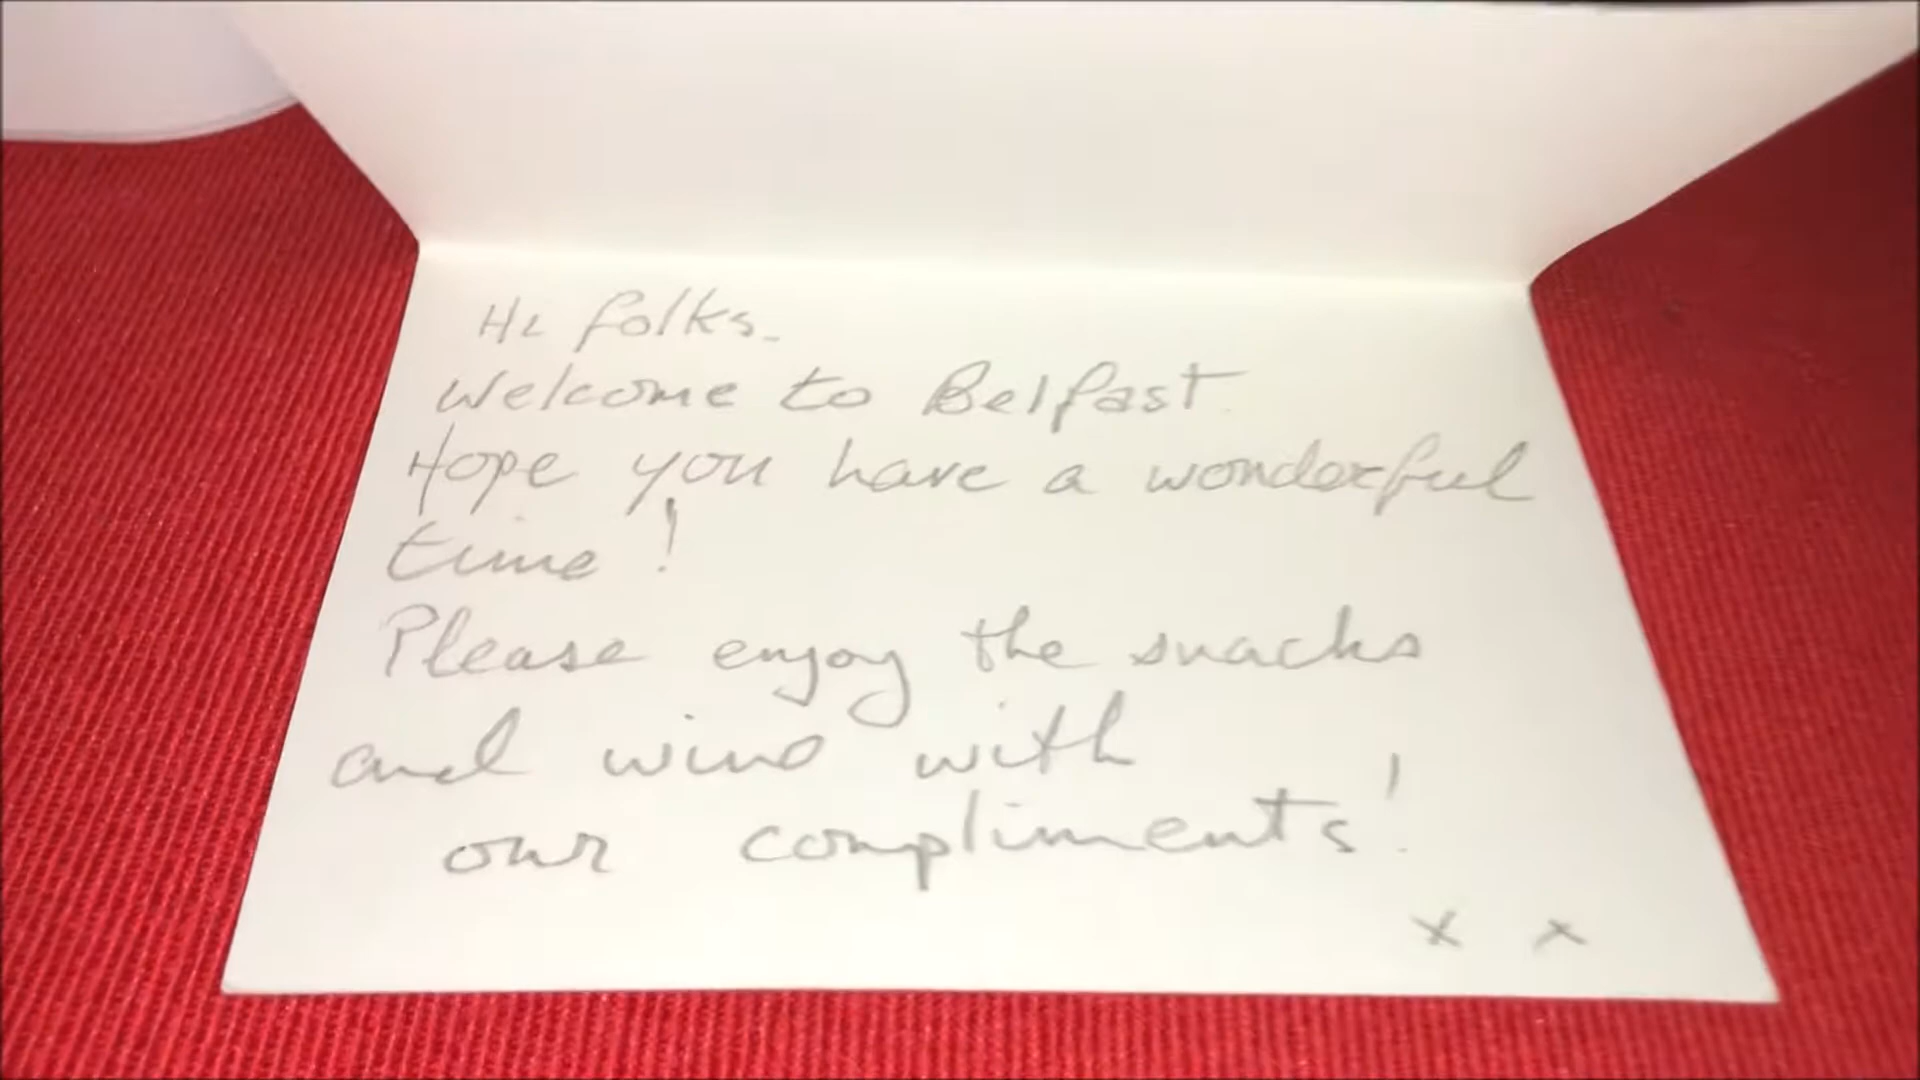 Hi folks.
Welcome to Belfast.
Hope you have a wonderful
time!
Please enjoy the snacks
and wine with
our compliments!
x x